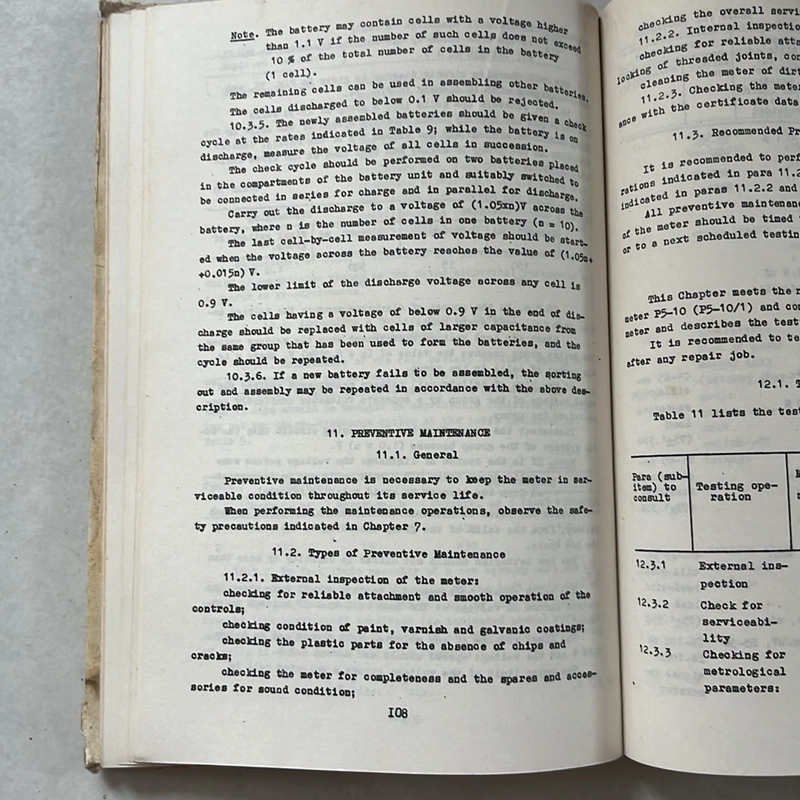 Note. The battery may contain cells with a voltage higher
than 1.1 V if the number of such cells does not exceed
10 % of the total number of cells in the battery
(1 cell).
The remaining cells can be used in assembling other batteries.
The cells discharged to below 0.1 V should be rejected.
10.3.5. The newly assembled batteries should be given a check
cycle at the rates indicated in Table 9; while the battery is on
discharge, measure the voltage of all cells in succession.
The check cycle should be performed on two batteries placed
in the compartments of the battery unit and suitably switched to
be connected in series for charge and in parallel for discharge.
Carry out the discharge to a voltage of (1.05xn)V across the
battery, where n is the number of cells in one battery (n = 10).
The last cell-by-cell measurement of voltage should be start-
ed when the voltage across the battery reaches the value of (1.05n+
+0.015n) V.
The lower limit of the discharge voltage across any cell is
0.9 V.
The cells having a voltage of below 0.9 V in the end of dis-
charge should be replaced with cells of larger capacitance from
the same group that has been used to form the batteries, and the
cycle should be repeated.
10.3.6. If a new battery fails to be assembled, the sorting
out and assembly may be repeated in accordance with the above des-
cription.
11. PREVENTIVE MAINTENANCE
11.1. General
Preventive maintenance is necessary to keep the meter in ser-
viceable condition throughout its service life.
When performing the maintenance operations, observe the safe-
ty precautions indicated in Chapter 7.
11.2. Types of Preventive Maintenance
11.2.1. External inspection of the meter:
checking for reliable attachment and smooth operation of the
controls;
checking condition of paint, varnish and galvanic coatings;
checking the plastic parts for the absence of chips and
cracks;
checking the meter for completeness and the spares and acces-
sories for sound condition;
108
checking the overall servi
11.2.2. Internal inspectio
checking for reliable atta
locking of threaded joints, con
cleaning the meter of dir
11.2.3. Checking the mete
ance with the certificate data
11.3. Recommended Pr
It is recommended to perf
rations indicated in para 11.2
indicated in paras 11.2.2 and
All preventive maintenanc
of the meter should be timed
or to a next scheduled testin
This Chapter meets the r
meter P5-10 (P5-10/1) and co
meter and describes the test
It is recommended to te
after any repair job.
12.1. T
Table 11 lists the test
Para (sub-
item) to
consult
Testing ope-
ration
12.3.1 External ins-
pection
12.3.2 Check for
serviceabi-
lity
12.3.3 Checking for
metrological
parameters: